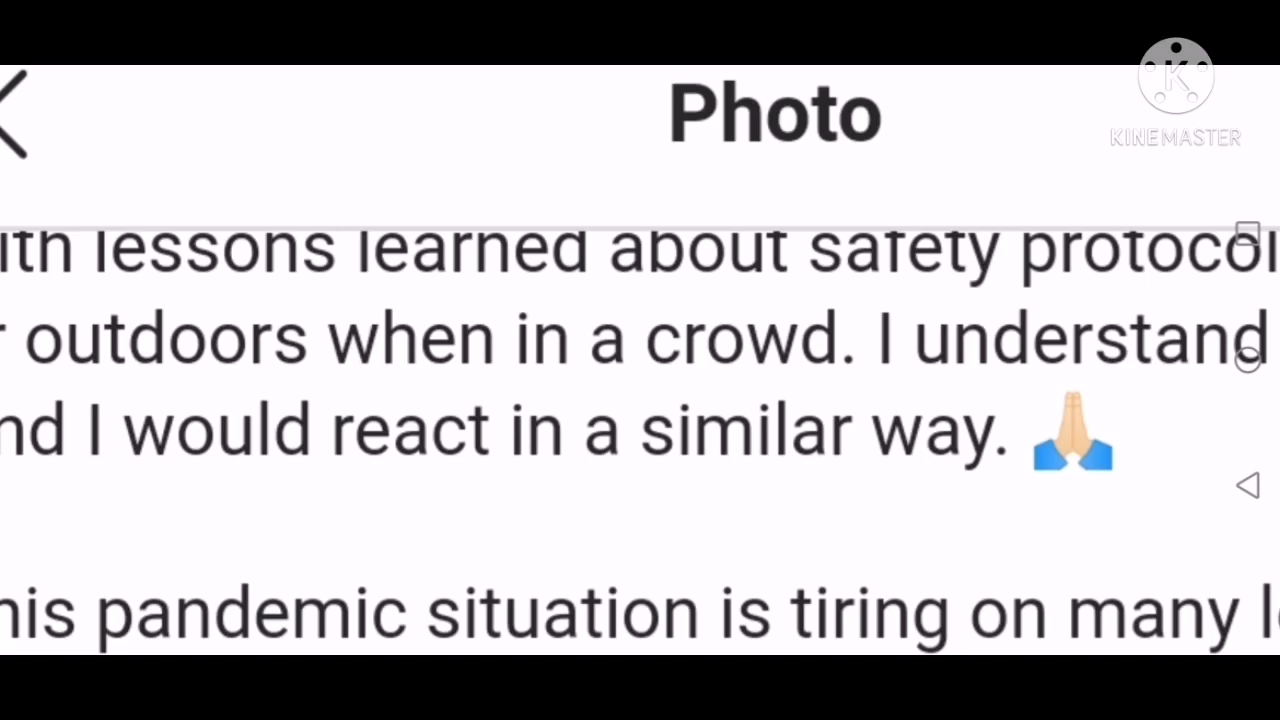 Photo
KINEMASTER
lessons learned about safety
outdoors when in a crowd. I understand
I would react in a similar way. 🙏🏻
pandemic situation is tiring on many